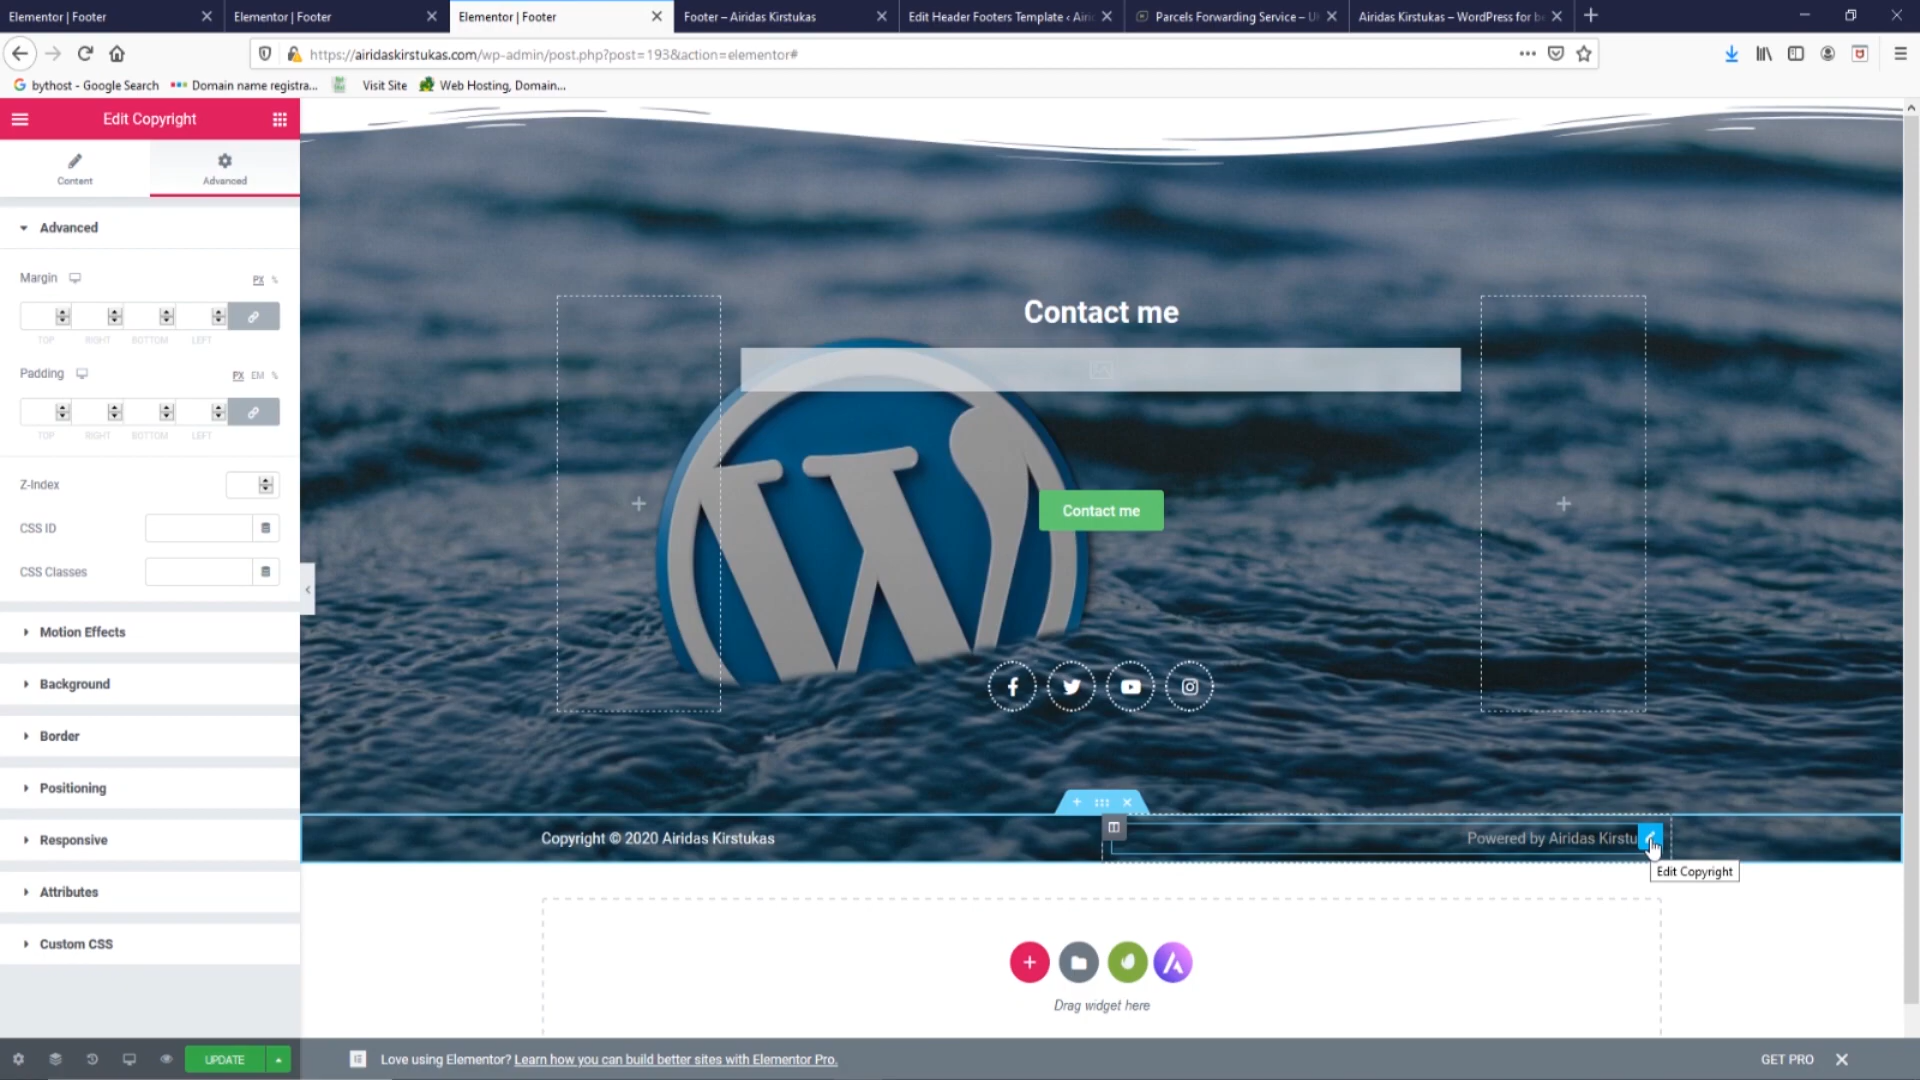 Elementor | Footer
Elementor | Footer
Elementor | Footer
Footer – Airidas Kirstukas
Edit Header Footers Template ‹ Airi
Parcels Forwarding Service – U
Airidas Kirstukas – WordPress for be
https://airidaskirstukas.com/wp-admin/post.php?post=193&action=elementor#
bythost - Google Search
Domain name registra...
Visit Site
Web Hosting, Domain...
Edit Copyright
Content
Advanced
Advanced
Margin
PX %
TOP RIGHT BOTTOM LEFT
Padding
PX EM %
TOP RIGHT BOTTOM LEFT
Z-Index
CSS ID
CSS Classes
Motion Effects
Background
Border
Positioning
Responsive
Attributes
Custom CSS
UPDATE
Contact me
Contact me
Copyright © 2020 Airidas Kirstukas
Powered by Airidas Kirstu
Edit Copyright
Drag widget here
Love using Elementor? Learn how you can build better sites with Elementor Pro.
GET PRO